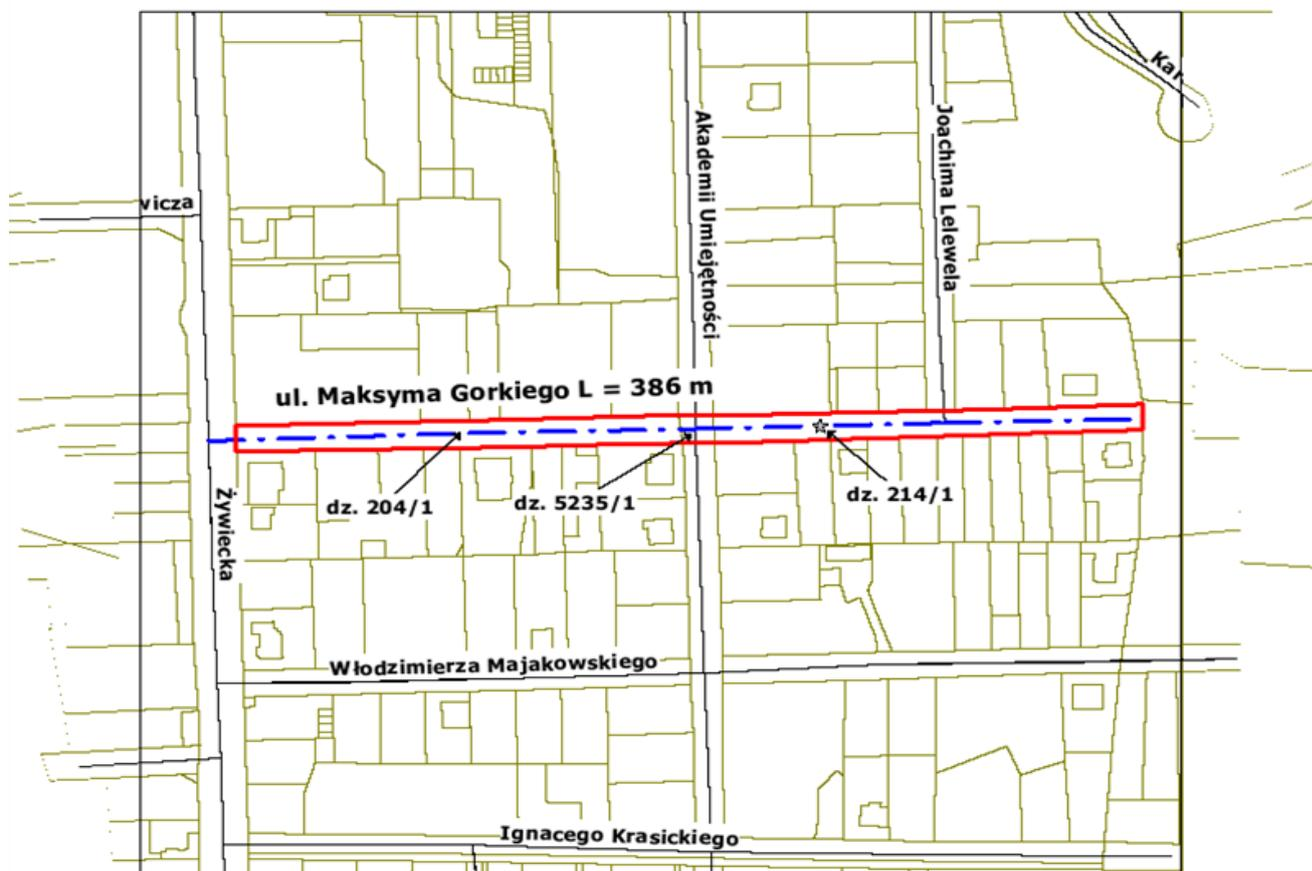 Kar
Joachima Lelewela
Akademii Umiejętności
vicza
ul. Maksyma Gorkiego L = 386 m
dz. 204/1
dz. 5235/1
dz. 214/1
Żywiecka
Włodzimierza Majakowskiego
Ignacego Krasickiego